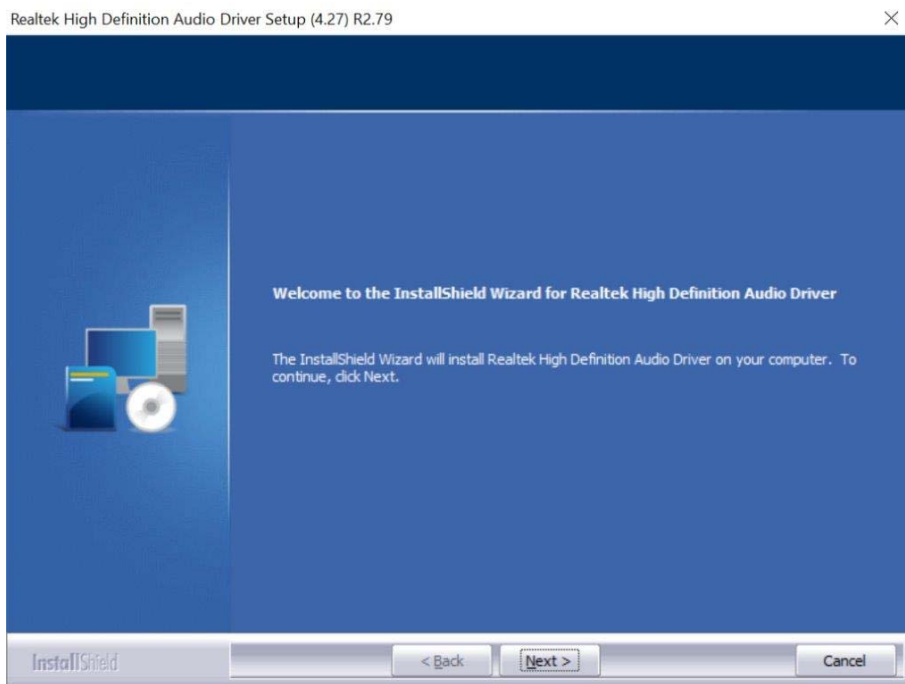 Realtek High Definition Audio Driver Setup (4.27) R2.79
Welcome to the InstallShield Wizard for Realtek High Definition Audio Driver
The InstallShield Wizard will install Realtek High Definition Audio Driver on your computer. To
continue, click Next.
InstallShield
< Back
Next >
Cancel